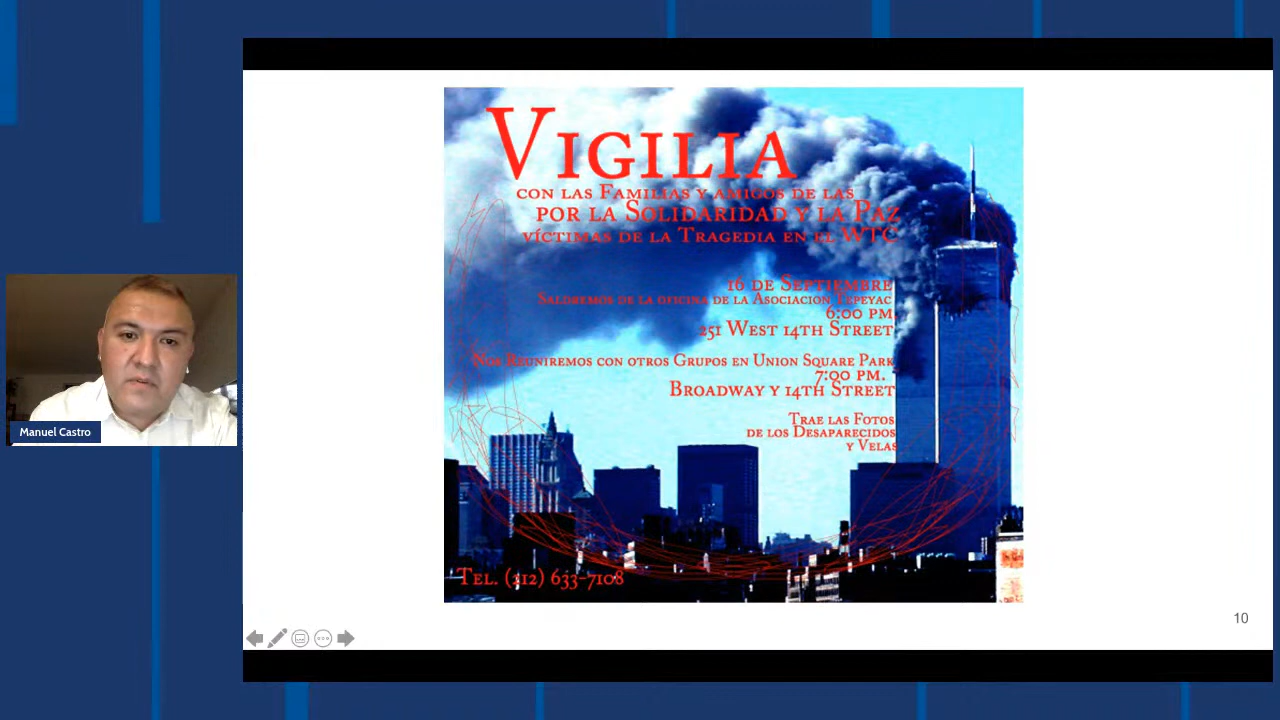 Vigilia
con las Familias y amigos de las
por la Solidaridad y la Paz
víctimas de la Tragedia en el WTC
16 de Septiembre
Saldremos de la oficina de la Asociacion Tepeyac
6:00 pm.
251 West 14th Street
Nos Reuniremos con otros Grupos en Union Square Park
7:00 pm.
Broadway y 14th Street
Trae las Fotos
de los Desaparecidos
y Velas
Tel. (212) 633-7108
Manuel Castro
10